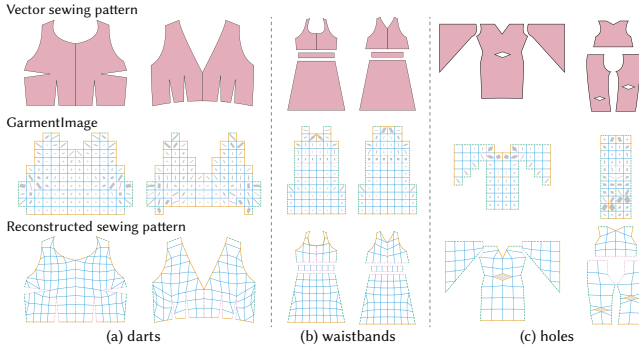 Vector sewing pattern
GarmentImage
Reconstructed sewing pattern
(a) darts
(b) waistbands
(c) holes